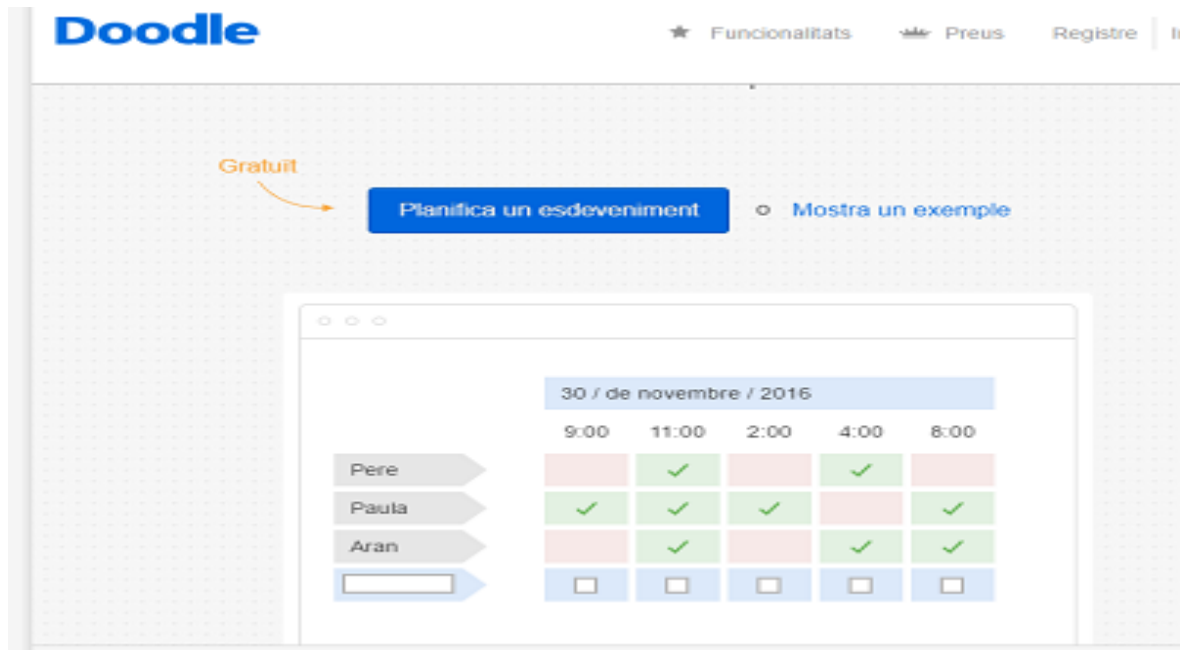 Doodle
Funcionalitats Preus Registre
Gratuït
Planifica un esdeveniment o Mostra un exemple
30 / de novembre / 2016
9:00 11:00 2:00 4:00 8:00
Pere
Paula
Aran